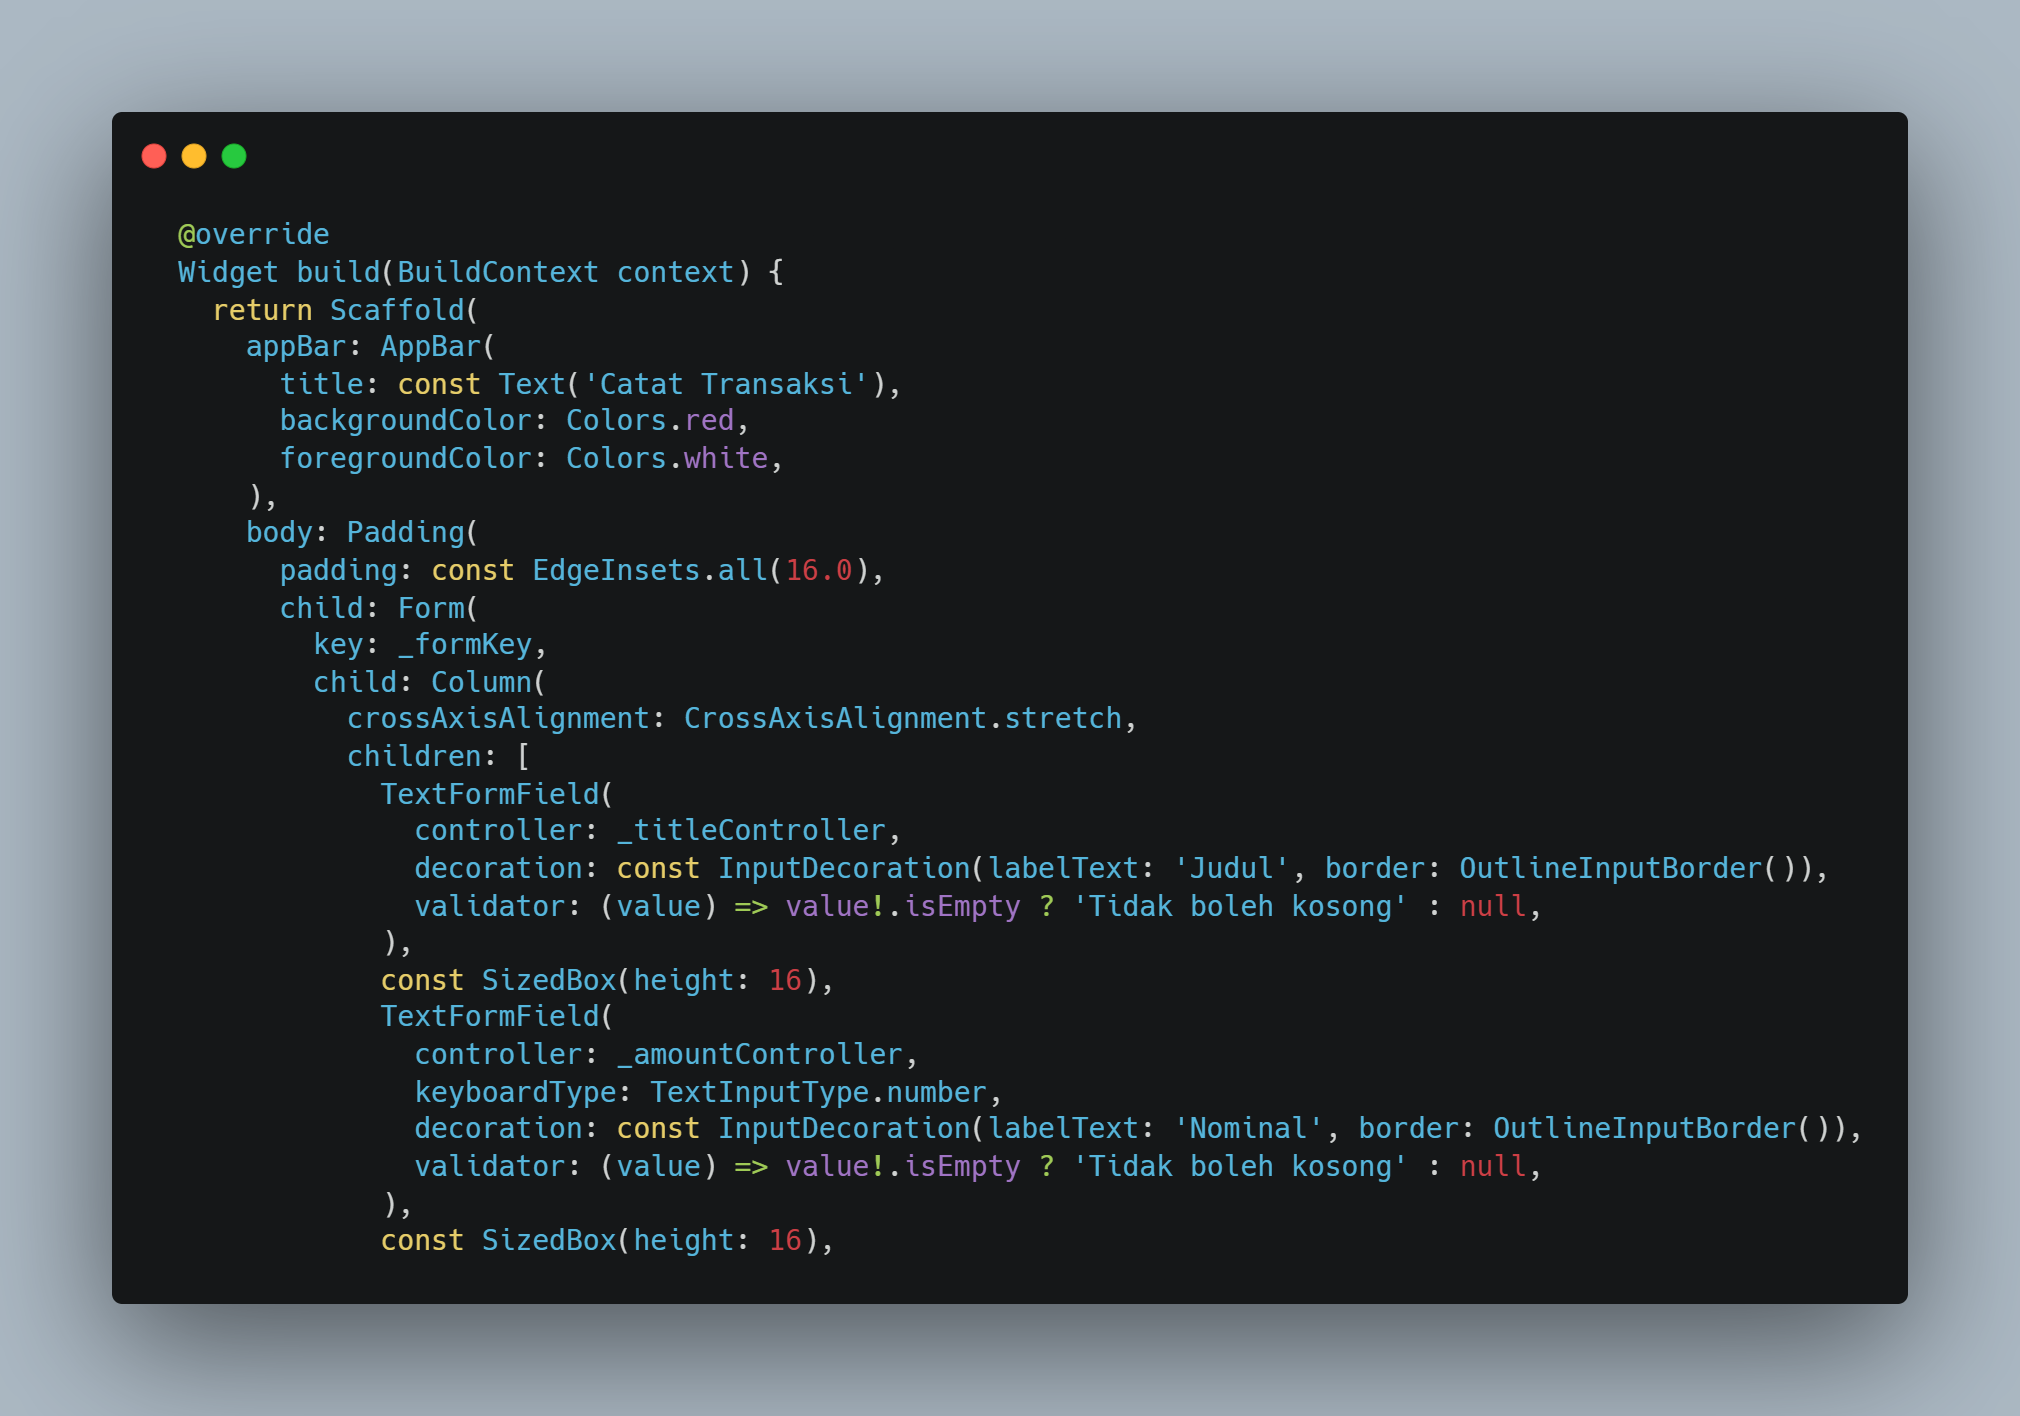 @override
Widget build(BuildContext context) {
  return Scaffold(
    appBar: AppBar(
      title: const Text('Catat Transaksi'),
      backgroundColor: Colors.red,
      foregroundColor: Colors.white,
    ),
    body: Padding(
      padding: const EdgeInsets.all(16.0),
      child: Form(
        key: _formKey,
        child: Column(
          crossAxisAlignment: CrossAxisAlignment.stretch,
          children: [
            TextFormField(
              controller: _titleController,
              decoration: const InputDecoration(labelText: 'Judul', border: OutlineInputBorder()),
              validator: (value) => value!.isEmpty ? 'Tidak boleh kosong' : null,
            ),
            const SizedBox(height: 16),
            TextFormField(
              controller: _amountController,
              keyboardType: TextInputType.number,
              decoration: const InputDecoration(labelText: 'Nominal', border: OutlineInputBorder()),
              validator: (value) => value!.isEmpty ? 'Tidak boleh kosong' : null,
            ),
            const SizedBox(height: 16),